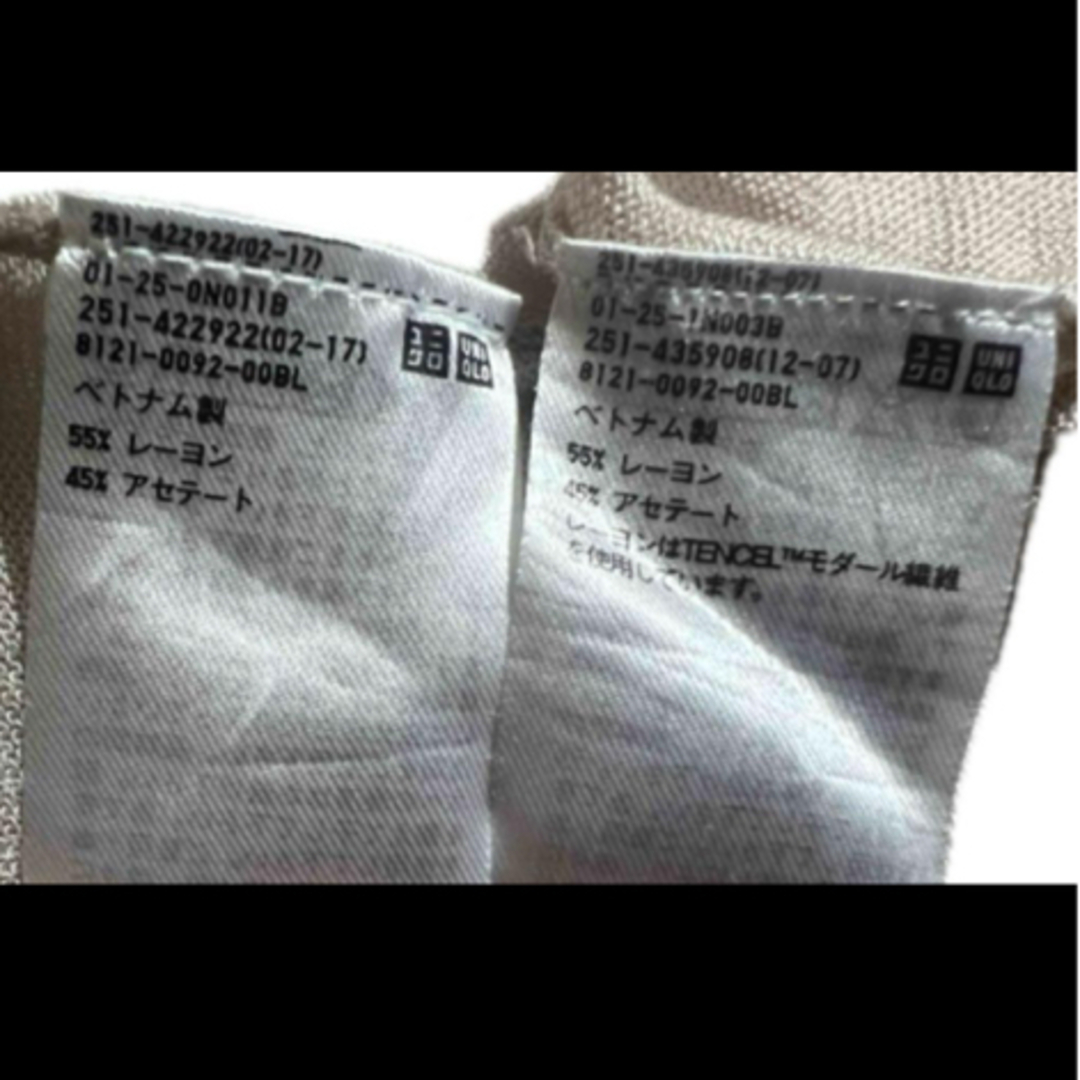 251-422922(02-17)
01-25-0N011B
251-422922(02-17)
8121-0092-00BL
ベトナム製
55% レーヨン
45% アセテート
ユニ
クロ
UNI
QLO
251-435908(12-07)
01-25-1N003B
251-435908(12-07)
8121-0092-00BL
ベトナム製
55% レーヨン
45% アセテート
レーヨンはTENCEL™モダール繊維
を使用しています。
ユニ
クロ
UNI
QLO